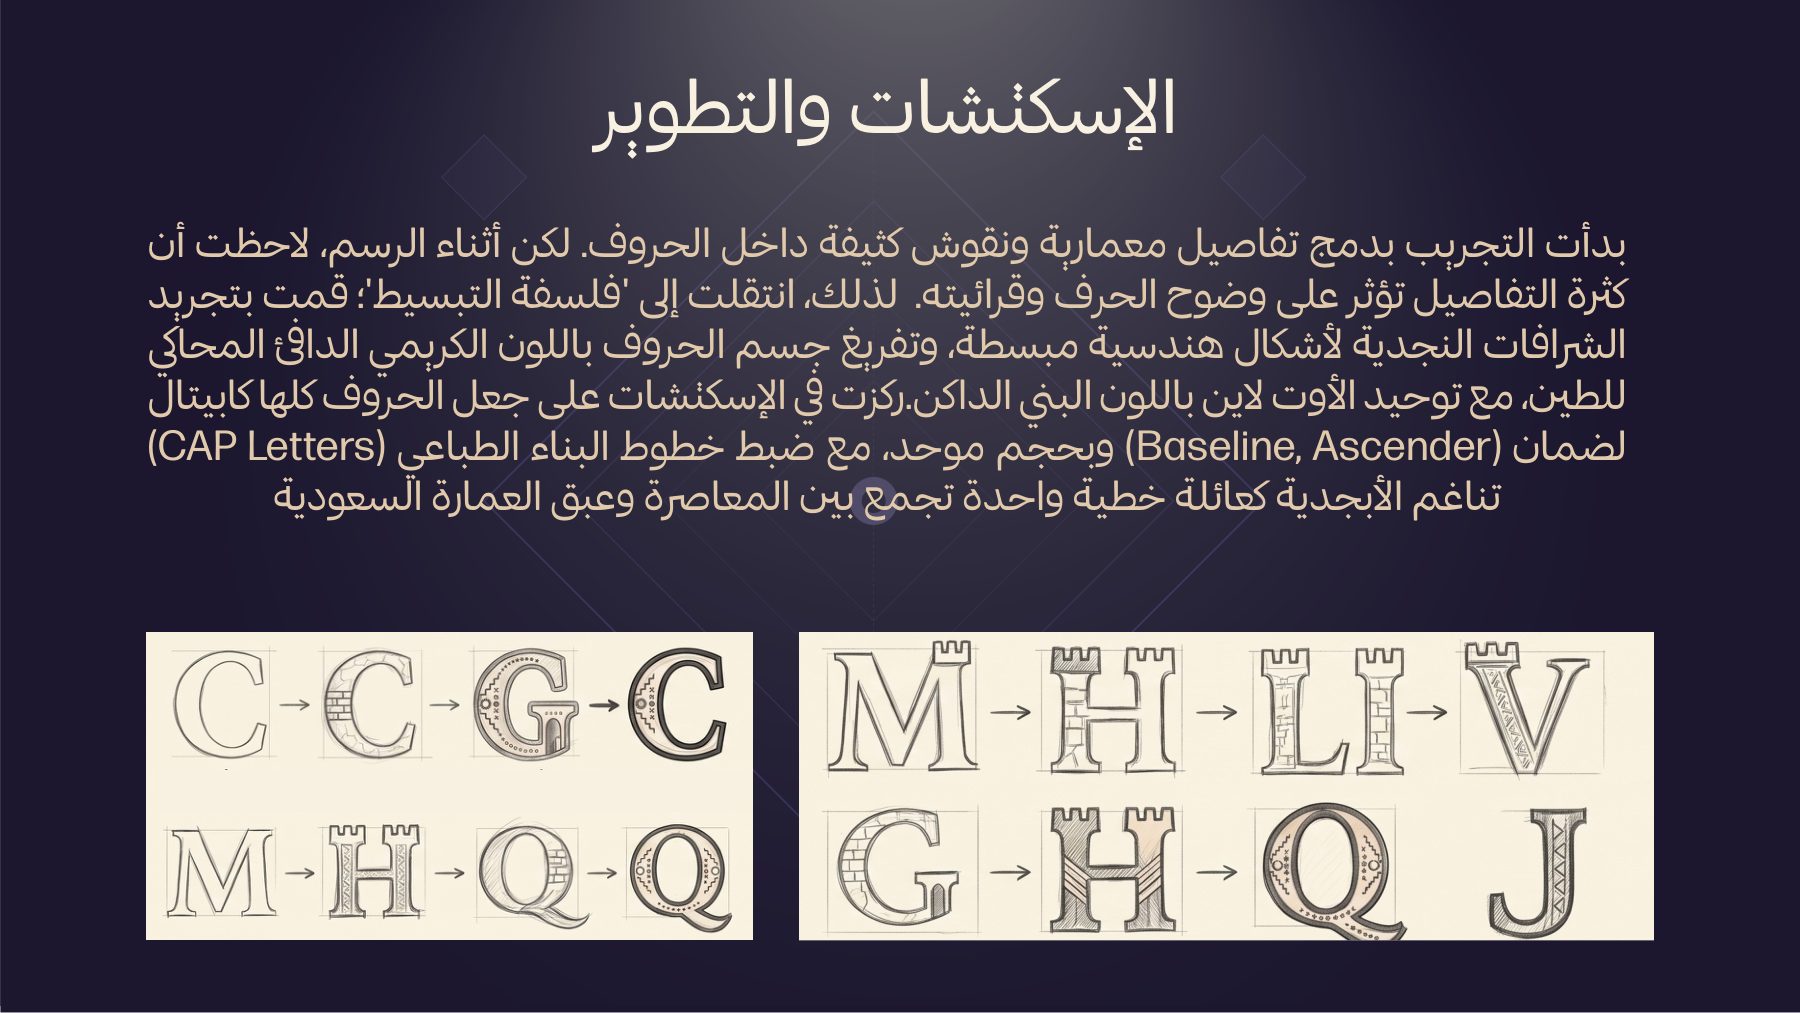 الإسكتشات والتطوير
بدأت التجريب بدمج تفاصيل معمارية ونقوش كثيفة داخل الحروف. لكن أثناء الرسم، لاحظت أن
كثرة التفاصيل تؤثر على وضوح الحرف وقرائيته. لذلك، انتقلت إلى 'فلسفة التبسيط'؛ قمت بتجريد
الشرافات النجدية لأشكال هندسية مبسطة، وتفريغ جسم الحروف باللون الكريمي الدافئ المحاكي
للطين، مع توحيد الأوت لاين باللون البني الداكن.ركزت في الإسكتشات على جعل الحروف كلها كابيتال
(CAP Letters) وبحجم موحد، مع ضبط خطوط البناء الطباعي (Baseline, Ascender) لضمان
تناغم الأبجدية كعائلة خطية واحدة تجمع بين المعاصرة وعبق العمارة السعودية
C → C → G → C
M → H → LI → V
M → H → Q → Q
G → H → Q J